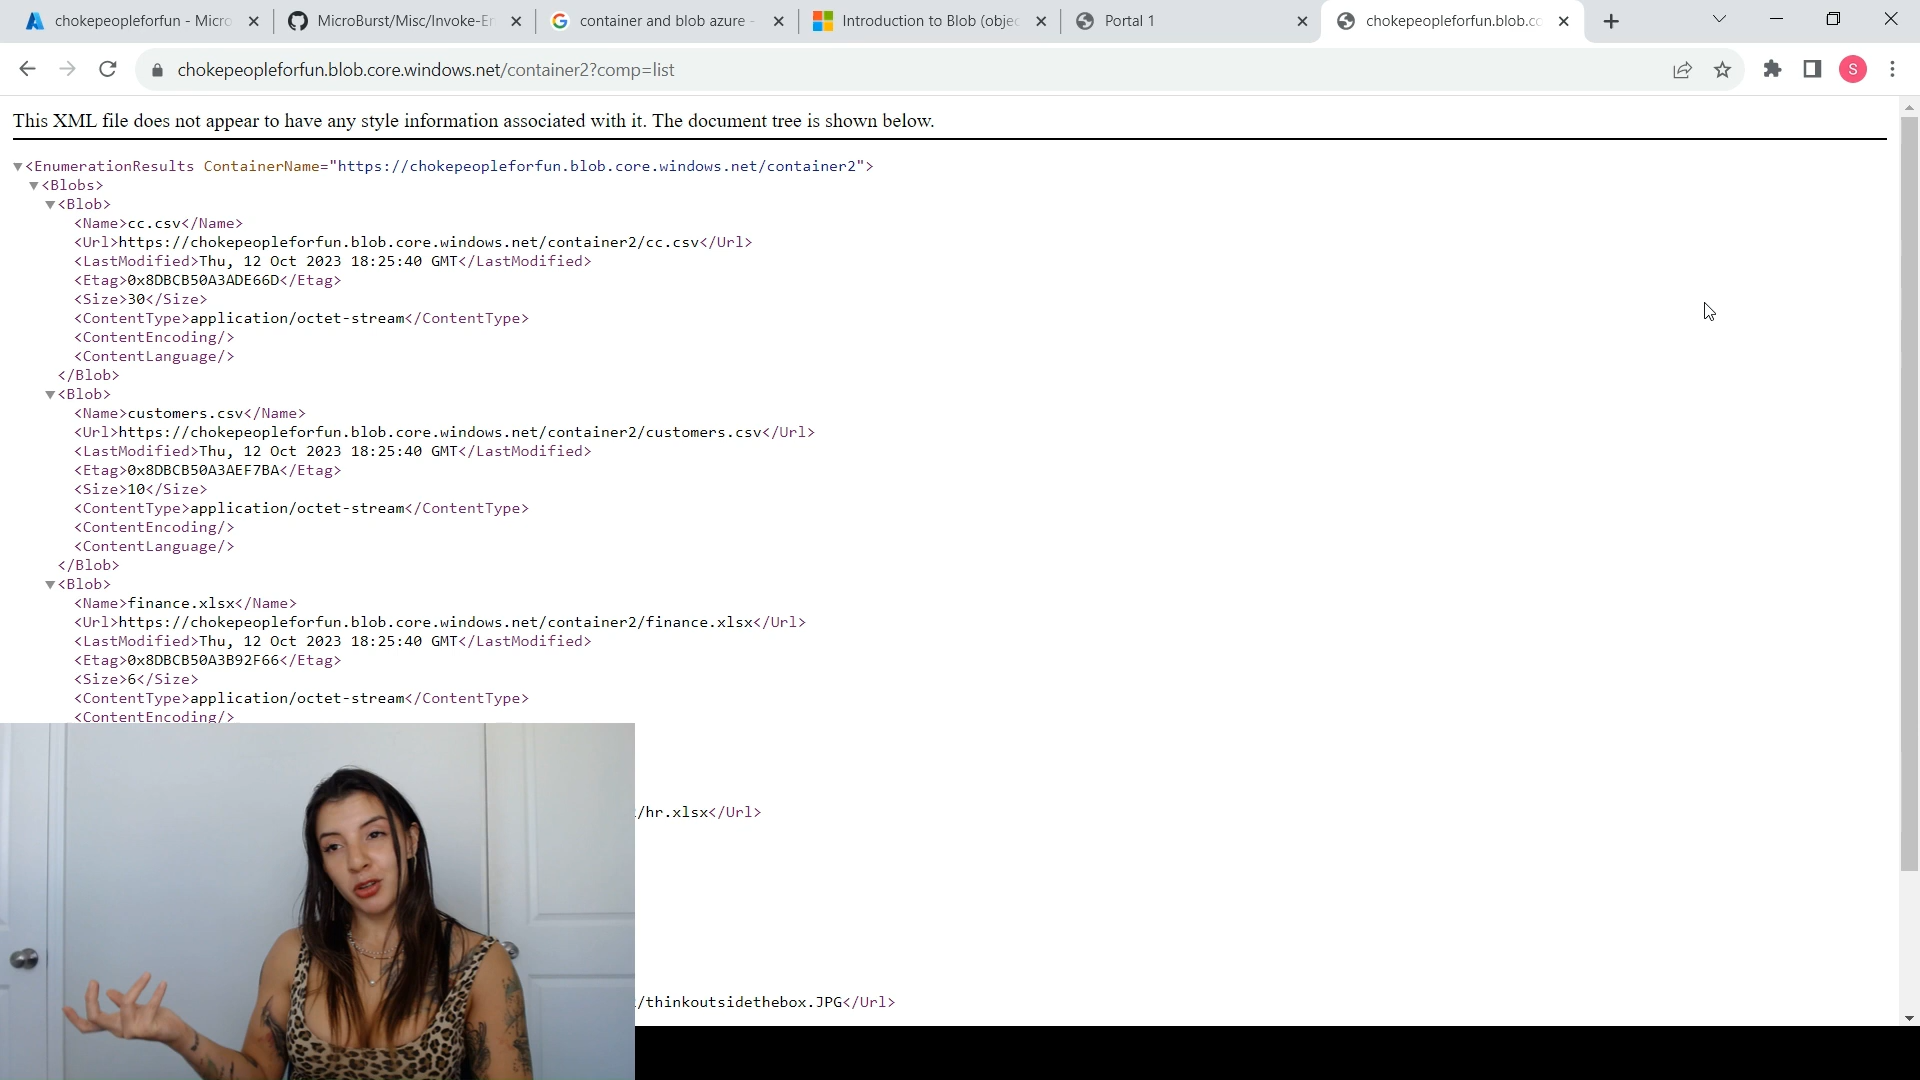 chokepeopleforfun - Micro
MicroBurst/Misc/Invoke-En
container and blob azure -
Introduction to Blob (objec
Portal 1
chokepeopleforfun.blob.co
chokepeopleforfun.blob.core.windows.net/container2?comp=list
S
This XML file does not appear to have any style information associated with it. The document tree is shown below.
▼<EnumerationResults ContainerName="https://chokepeopleforfun.blob.core.windows.net/container2">
▼<Blobs>
▼<Blob>
<Name>cc.csv</Name>
<Url>https://chokepeopleforfun.blob.core.windows.net/container2/cc.csv</Url>
<LastModified>Thu, 12 Oct 2023 18:25:40 GMT</LastModified>
<Etag>0x8DBCB50A3ADE66D</Etag>
<Size>30</Size>
<ContentType>application/octet-stream</ContentType>
<ContentEncoding/>
<ContentLanguage/>
</Blob>
▼<Blob>
<Name>customers.csv</Name>
<Url>https://chokepeopleforfun.blob.core.windows.net/container2/customers.csv</Url>
<LastModified>Thu, 12 Oct 2023 18:25:40 GMT</LastModified>
<Etag>0x8DBCB50A3AEF7BA</Etag>
<Size>10</Size>
<ContentType>application/octet-stream</ContentType>
<ContentEncoding/>
<ContentLanguage/>
</Blob>
▼<Blob>
<Name>finance.xlsx</Name>
<Url>https://chokepeopleforfun.blob.core.windows.net/container2/finance.xlsx</Url>
<LastModified>Thu, 12 Oct 2023 18:25:40 GMT</LastModified>
<Etag>0x8DBCB50A3B92F66</Etag>
<Size>6</Size>
<ContentType>application/octet-stream</ContentType>
<ContentEncoding/>
/hr.xlsx</Url>
/thinkoutsidethebox.JPG</Url>